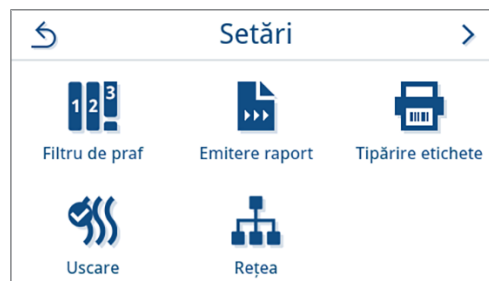 Setări
1 2 3
Filtru de praf
Emitere raport
Tipărire etichete
Uscare
Rețea